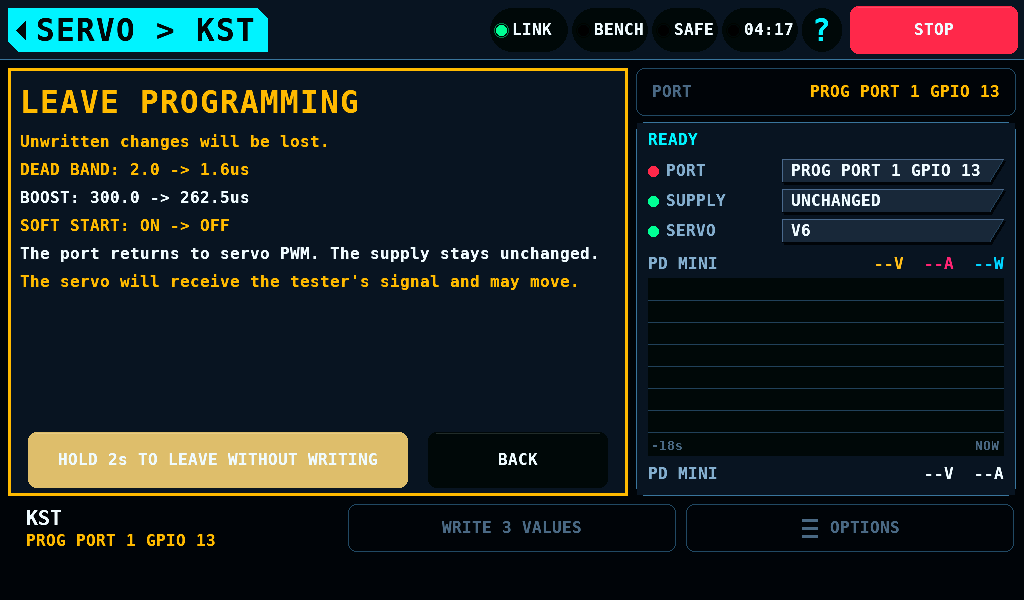 SERVO > KST
LINK
BENCH
SAFE
04:17
?
STOP
LEAVE PROGRAMMING
Unwritten changes will be lost.
DEAD BAND: 2.0 -> 1.6us
BOOST: 300.0 -> 262.5us
SOFT START: ON -> OFF
The port returns to servo PWM. The supply stays unchanged.
The servo will receive the tester's signal and may move.
HOLD 2s TO LEAVE WITHOUT WRITING
BACK
PORT PROG PORT 1 GPIO 13
READY
PORT PROG PORT 1 GPIO 13
SUPPLY UNCHANGED
SERVO V6
PD MINI --V --A --W
-18s NOW
PD MINI --V --A
KST
PROG PORT 1 GPIO 13
WRITE 3 VALUES
OPTIONS